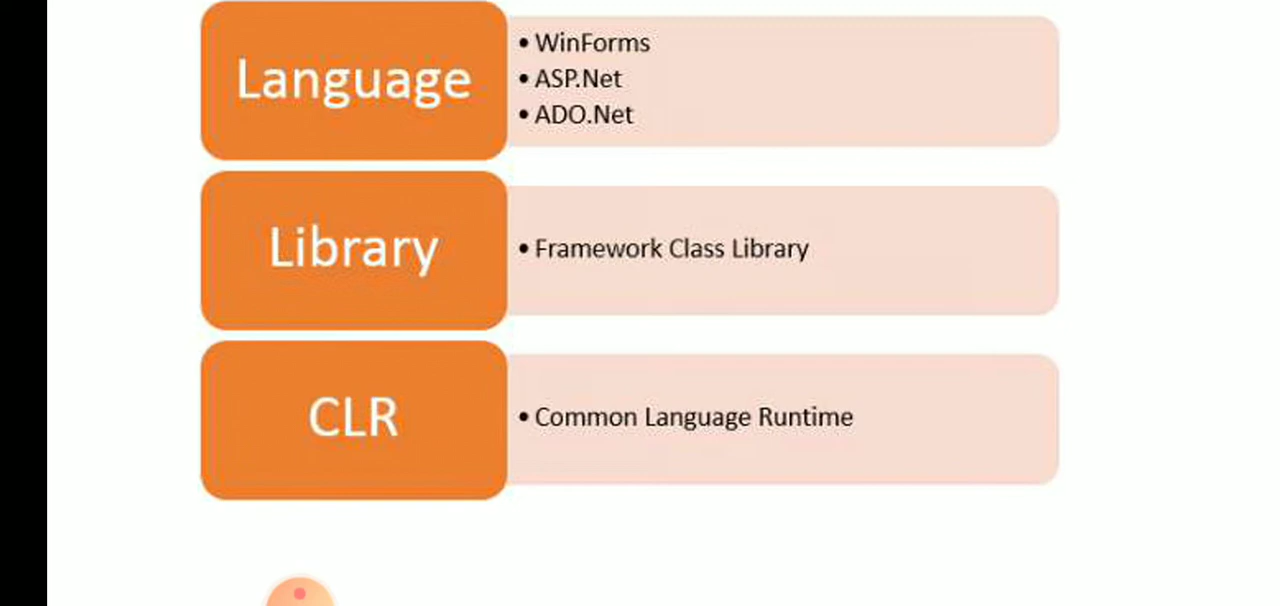 Language
• WinForms
• ASP.Net
• ADO.Net
Library
• Framework Class Library
CLR
• Common Language Runtime